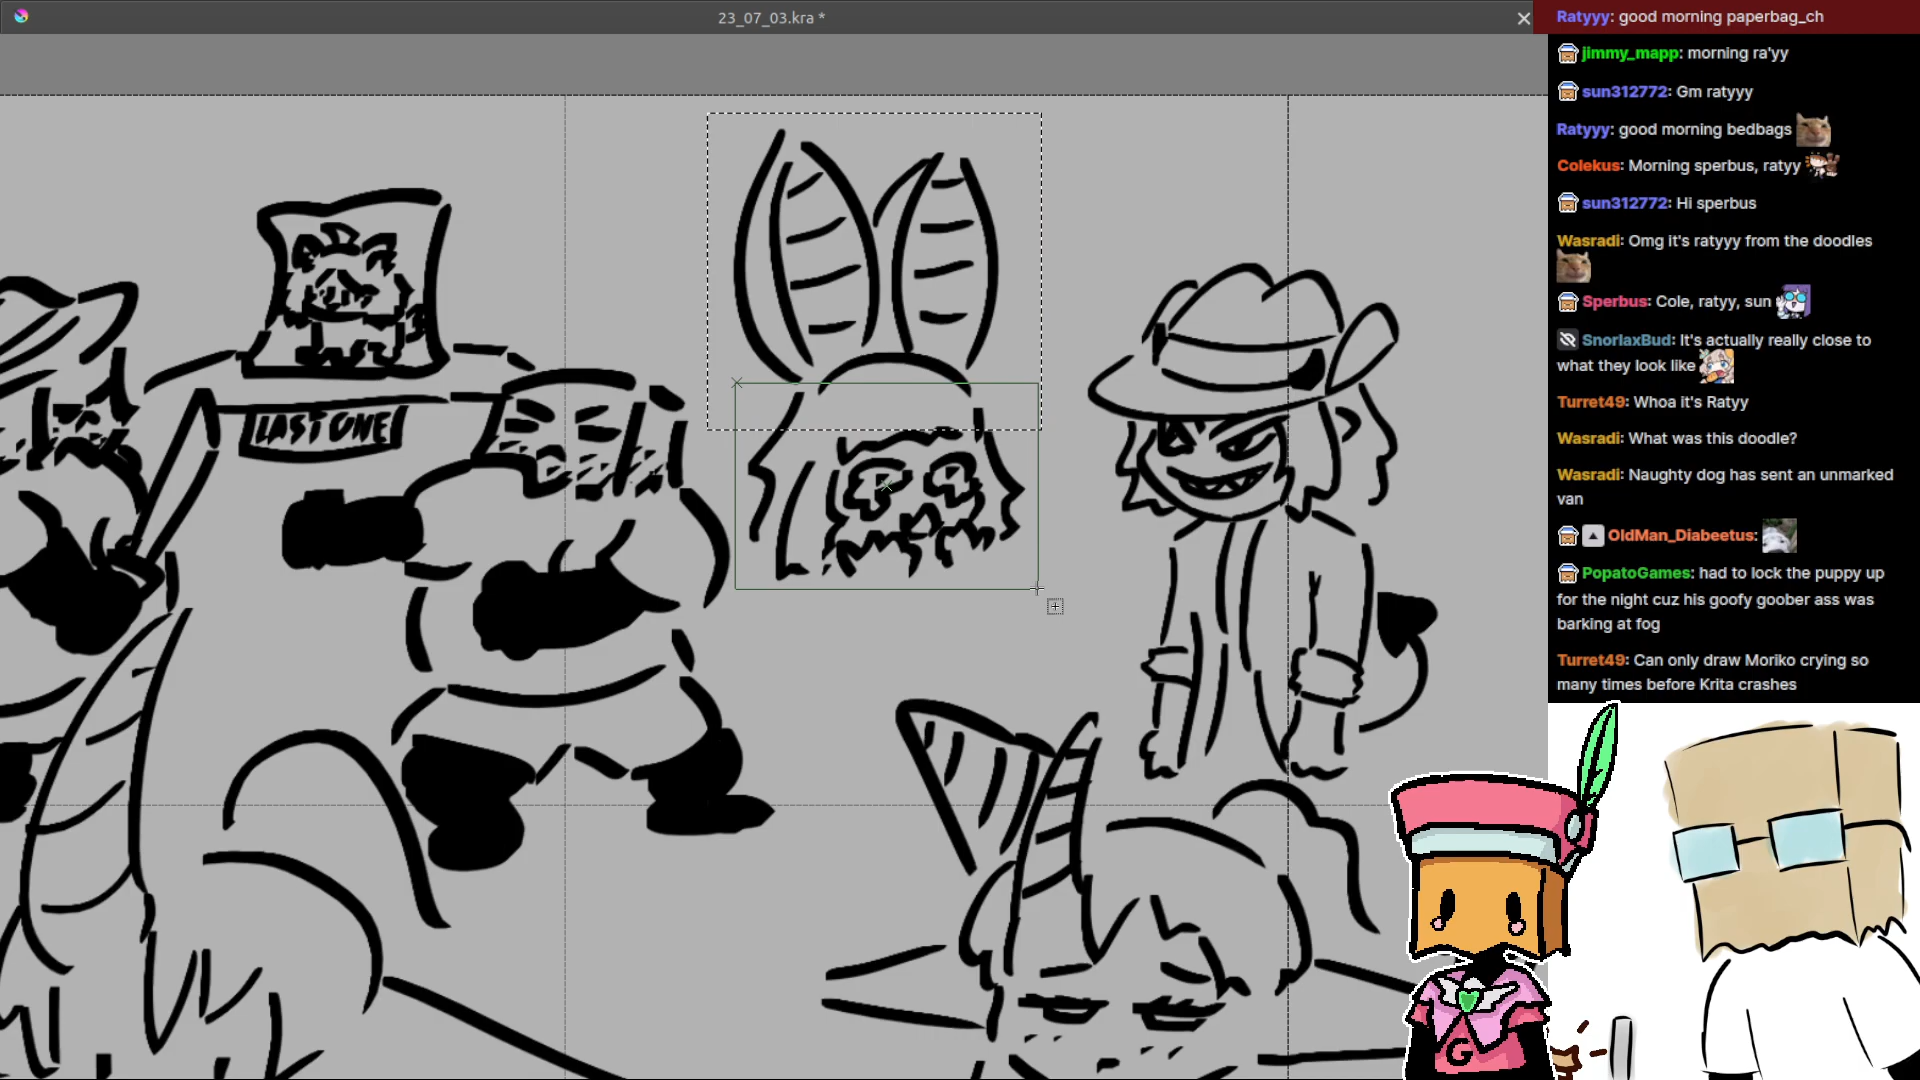 23_07_03.kra *
Ratyyy: good morning paperbag_ch
jimmy_mapp: morning ra'yy
sun312772: Gm ratyyy
Ratyyy: good morning bedbags
Colekus: Morning sperbus, ratyy
sun312772: Hi sperbus
Wasradi: Omg it's ratyyy from the doodles
Sperbus: Cole, ratyy, sun
SnorlaxBud: It's actually really close to
what they look like
Turret49: Whoa it's Ratyy
Wasradi: What was this doodle?
Wasradi: Naughty dog has sent an unmarked
van
OldMan_Diabeetus:
PopatoGames: had to lock the puppy up
for the night cuz his goofy goober ass was
barking at fog
Turret49: Can only draw Moriko crying so
many times before Krita crashes
LAST ONE
G